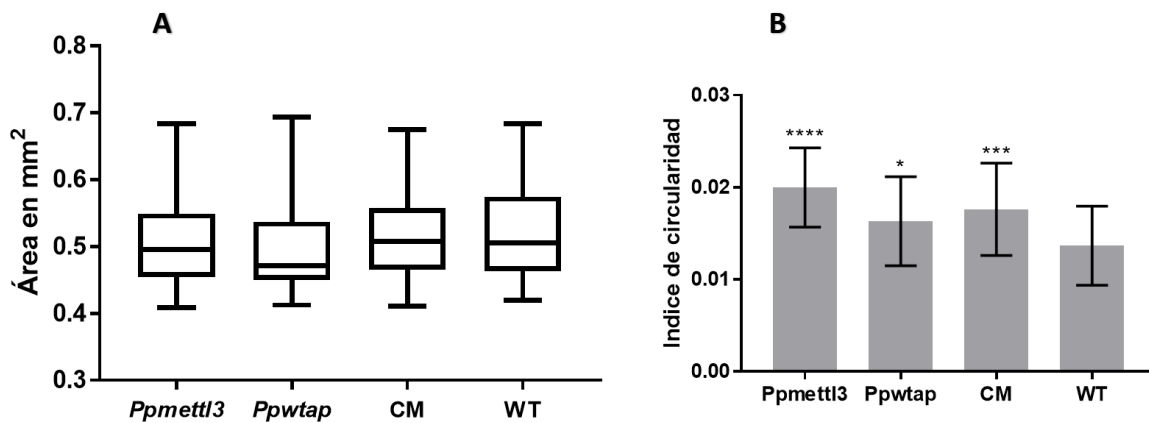 A
Área en mm2
0.8
0.7
0.6
0.5
0.4
0.3
Ppmettl3 Ppwtap CM WT
B
Indice de circularidad
0.03
0.02
0.01
0.00
**** * ***
Ppmettl3 Ppwtap CM WT